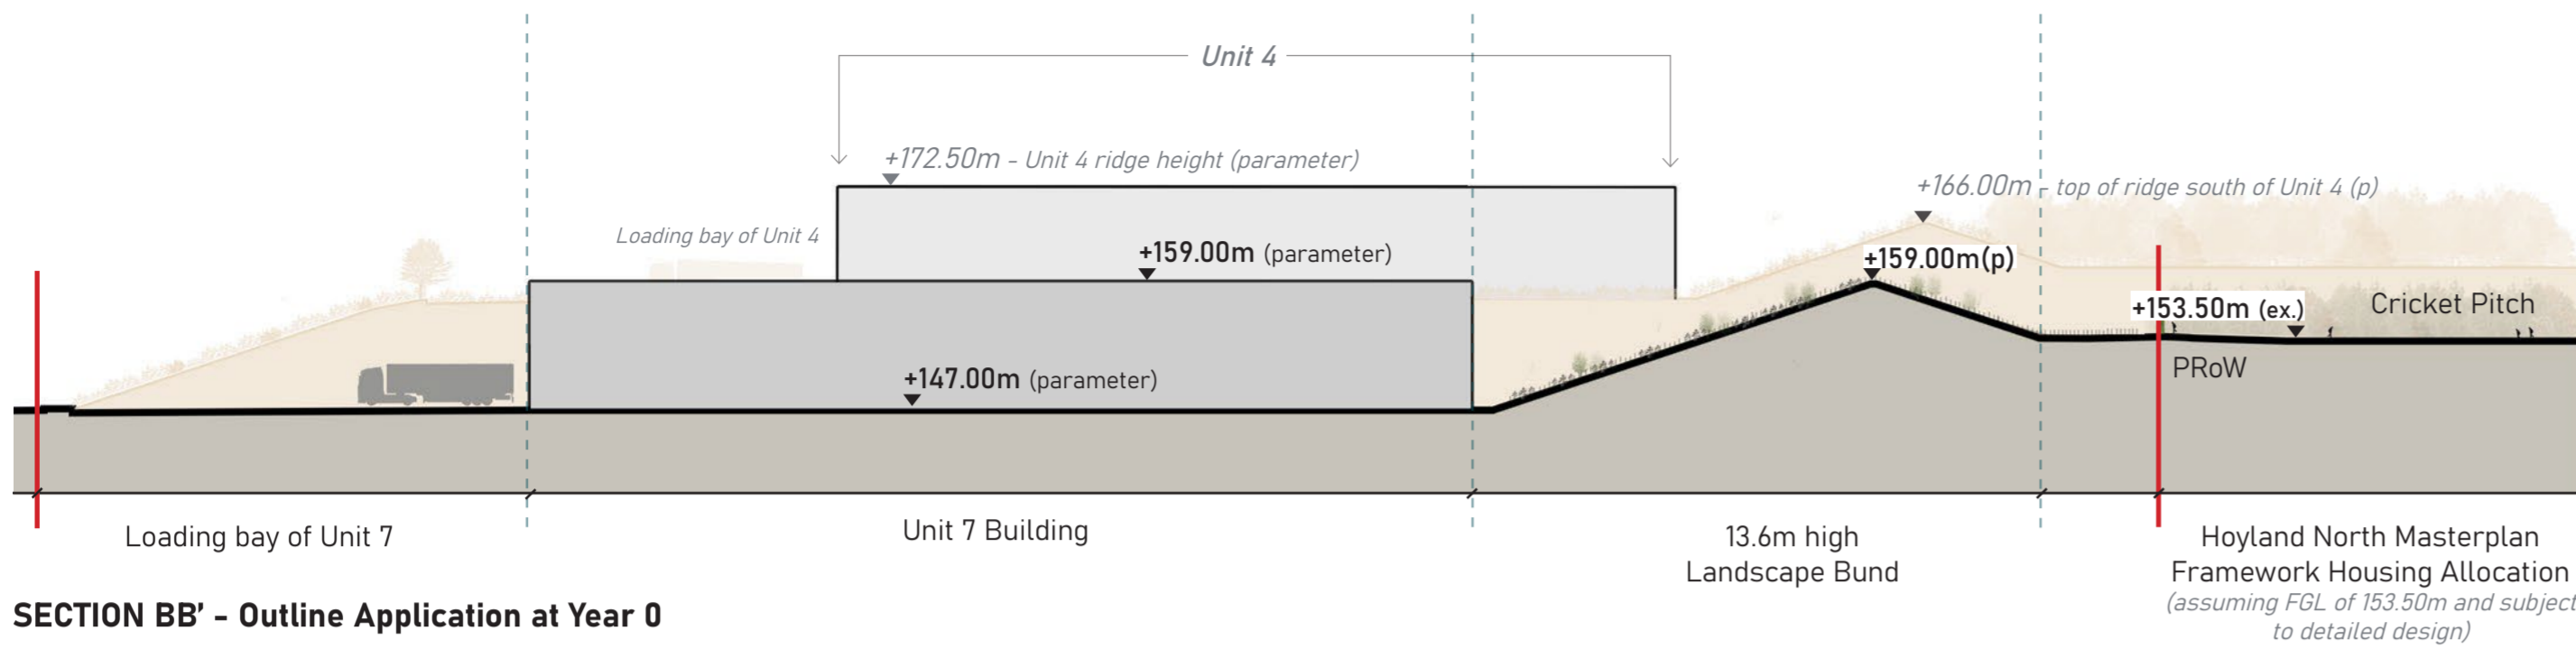 Unit 4
+172.50m - Unit 4 ridge height (parameter)
+166.00m - top of ridge south of Unit 4 (p)
Loading bay of Unit 4
+159.00m (parameter)
+159.00m(p)
+153.50m (ex.)
Cricket Pitch
PRoW
+147.00m (parameter)
Loading bay of Unit 7
Unit 7 Building
13.6m high
Landscape Bund
Hoyland North Masterplan
Framework Housing Allocation
(assuming FGL of 153.50m and subject
to detailed design)
SECTION BB’ - Outline Application at Year 0